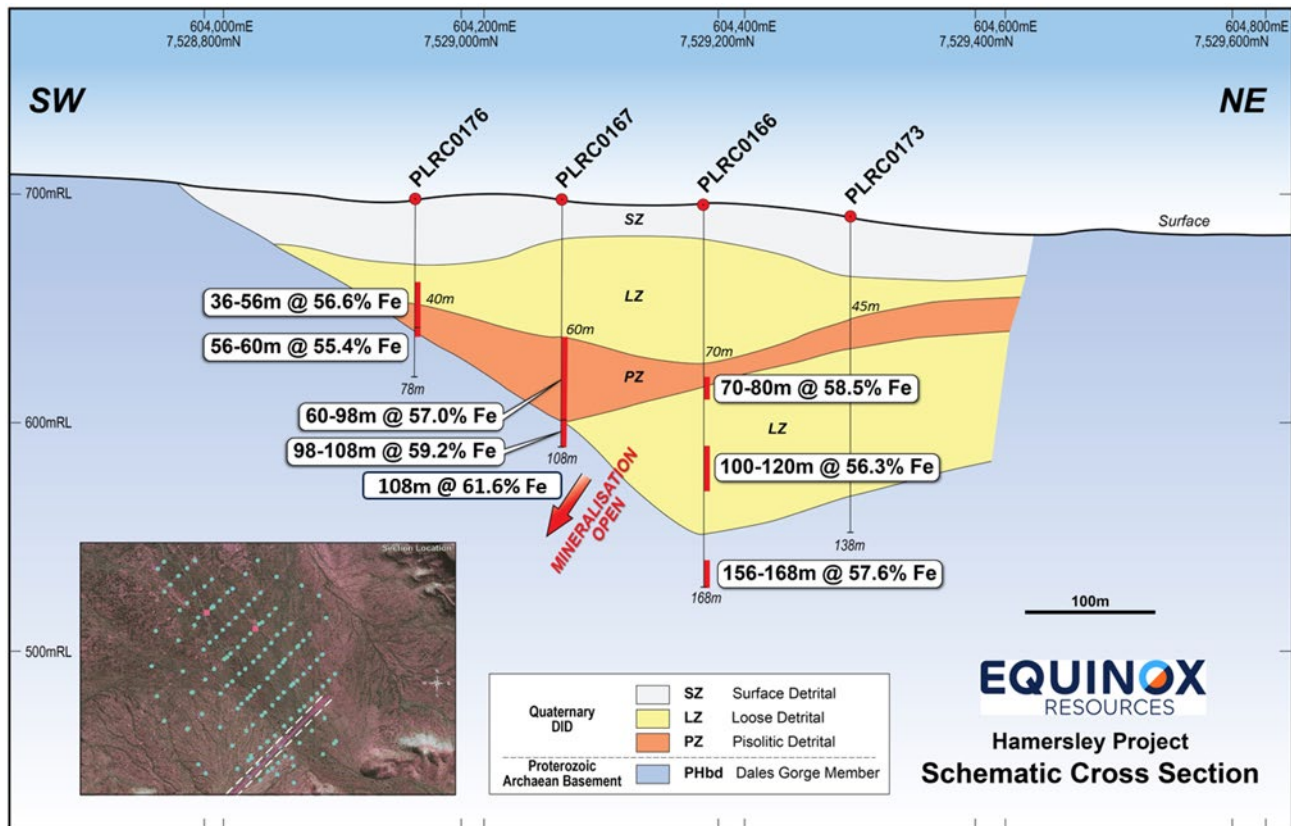 604,000mE
7,528,800mN
604,200mE
7,529,000mN
604,400mE
7,529,200mN
604,600mE
7,529,400mN
604,800mE
7,529,600mN
SW
NE
PLRC0176
PLRC0167
PLRC0166
PLRC0173
700mRL
SZ
Surface
LZ
36-56m @ 56.6% Fe
40m
45m
60m
56-60m @ 55.4% Fe
70m
PZ
78m
70-80m @ 58.5% Fe
60-98m @ 57.0% Fe
600mRL
LZ
98-108m @ 59.2% Fe
108m
100-120m @ 56.3% Fe
108m @ 61.6% Fe
MINERALISATION
OPEN
138m
156-168m @ 57.6% Fe
168m
Section Location
100m
500mRL
Quaternary
DID
SZ Surface Detrital
LZ Loose Detrital
PZ Pisolitic Detrital
Proterozoic
Archaean Basement
PHbd Dales Gorge Member
EQUINOX
RESOURCES
Hamersley Project
Schematic Cross Section